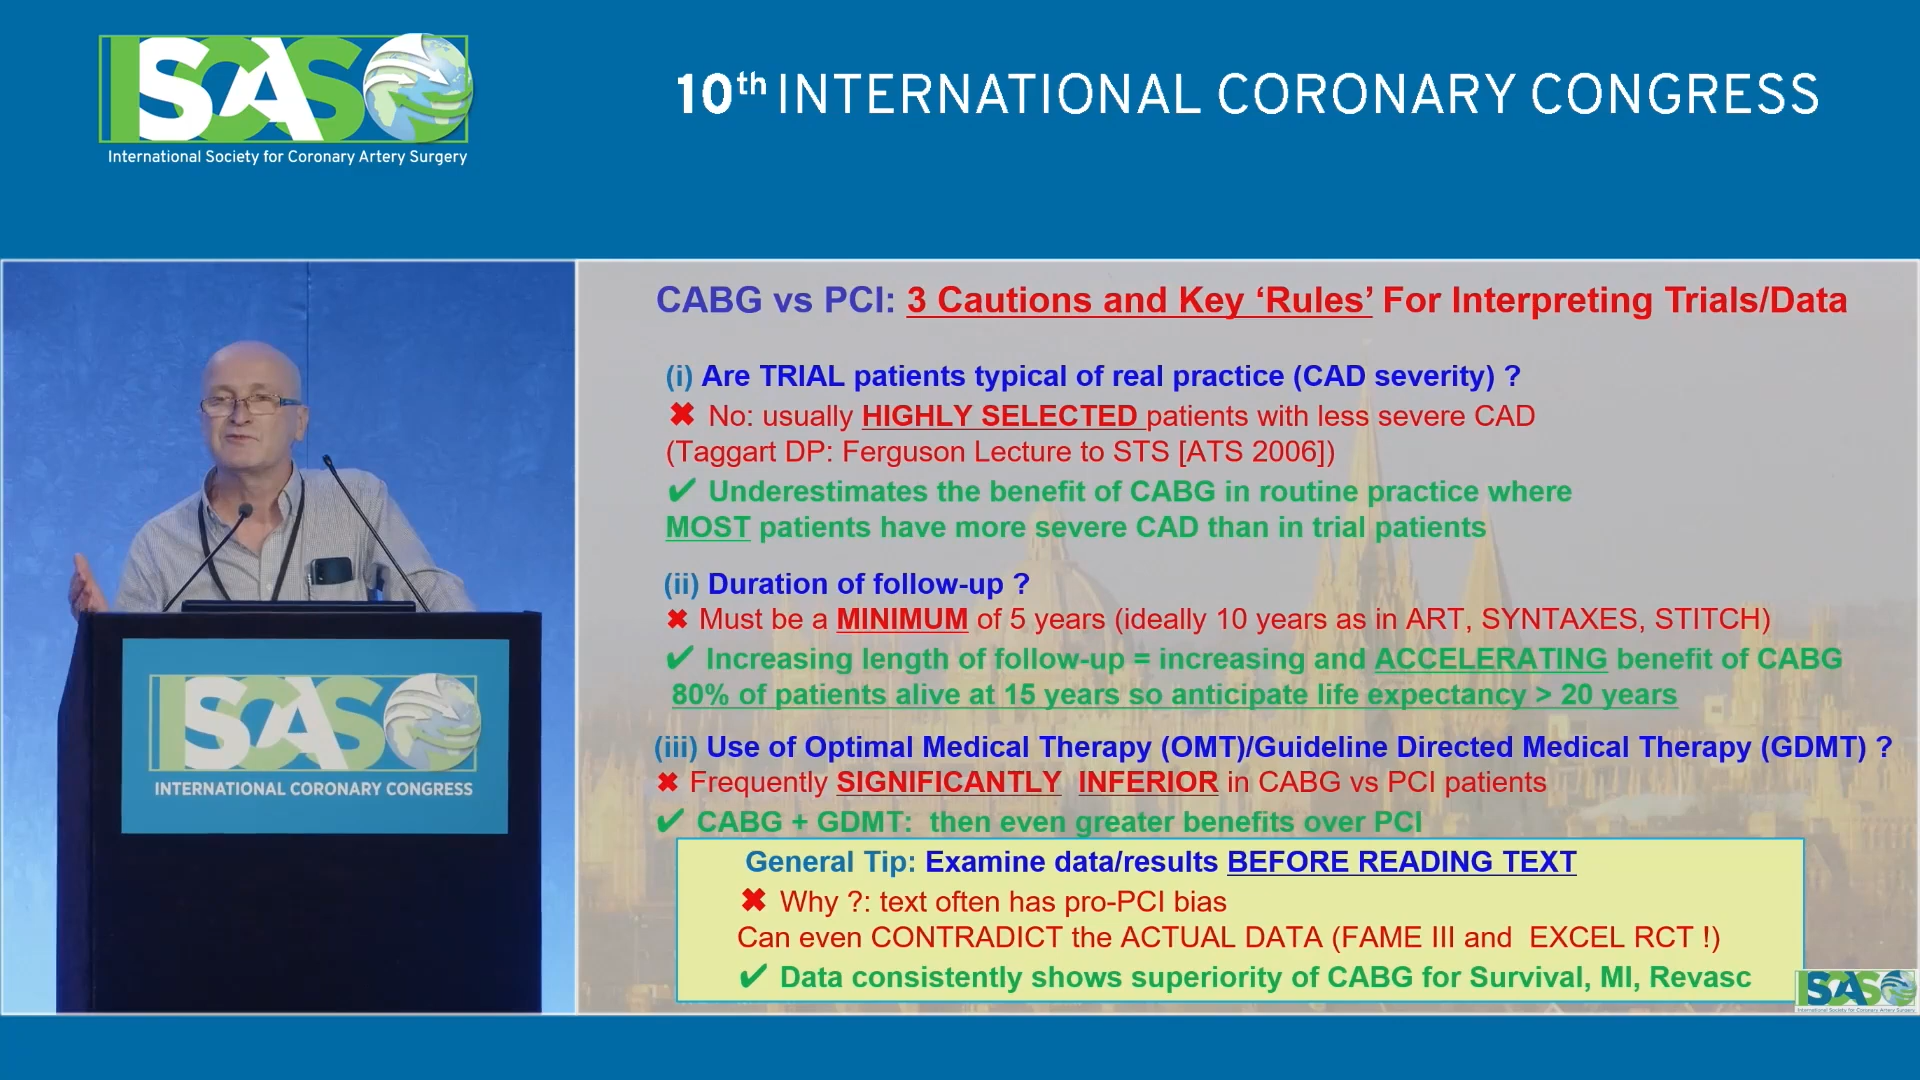 ISCAS
International Society for Coronary Artery Surgery
10th INTERNATIONAL CORONARY CONGRESS
CABG vs PCI: 3 Cautions and Key ‘Rules’ For Interpreting Trials/Data
(i) Are TRIAL patients typical of real practice (CAD severity) ?
✖ No: usually HIGHLY SELECTED patients with less severe CAD
(Taggart DP: Ferguson Lecture to STS [ATS 2006])
✔ Underestimates the benefit of CABG in routine practice where
MOST patients have more severe CAD than in trial patients
(ii) Duration of follow-up ?
✖ Must be a MINIMUM of 5 years (ideally 10 years as in ART, SYNTAXES, STITCH)
✔ Increasing length of follow-up = increasing and ACCELERATING benefit of CABG
80% of patients alive at 15 years so anticipate life expectancy > 20 years
(iii) Use of Optimal Medical Therapy (OMT)/Guideline Directed Medical Therapy (GDMT) ?
✖ Frequently SIGNIFICANTLY INFERIOR in CABG vs PCI patients
✔ CABG + GDMT: then even greater benefits over PCI
General Tip: Examine data/results BEFORE READING TEXT
✖ Why ?: text often has pro-PCI bias
Can even CONTRADICT the ACTUAL DATA (FAME III and EXCEL RCT !)
✔ Data consistently shows superiority of CABG for Survival, MI, Revasc
ISCAS
INTERNATIONAL CORONARY CONGRESS
ISCAS
International Society for Coronary Artery Surgery